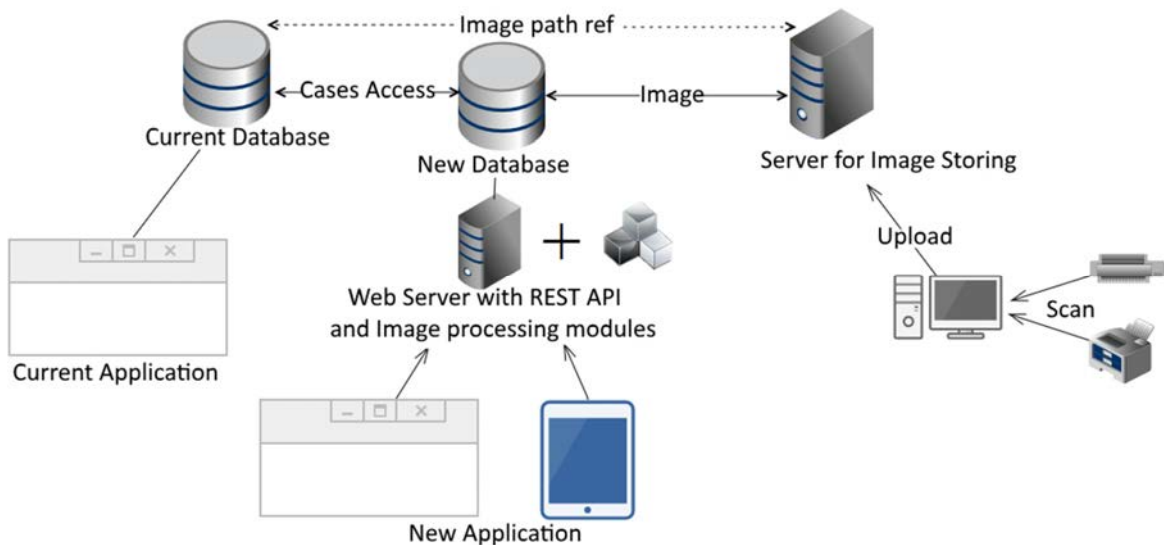 Image path ref
Cases Access
Image
Current Database
New Database
Server for Image Storing
Upload
Web Server with REST API
and Image processing modules
Scan
Current Application
New Application